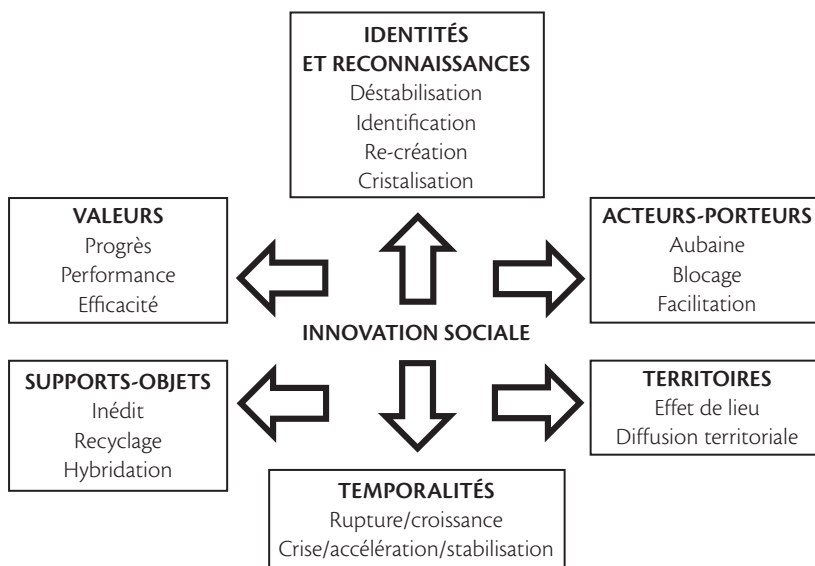 IDENTITÉS
ET RECONNAISSANCES
Déstabilisation
Identification
Re-création
Cristalisation
VALEURS
Progrès
Performance
Efficacité
ACTEURS-PORTEURS
Aubaine
Blocage
Facilitation
INNOVATION SOCIALE
SUPPORTS-OBJETS
Inédit
Recyclage
Hybridation
TERRITOIRES
Effet de lieu
Diffusion territoriale
TEMPORALITÉS
Rupture/croissance
Crise/accélération/stabilisation